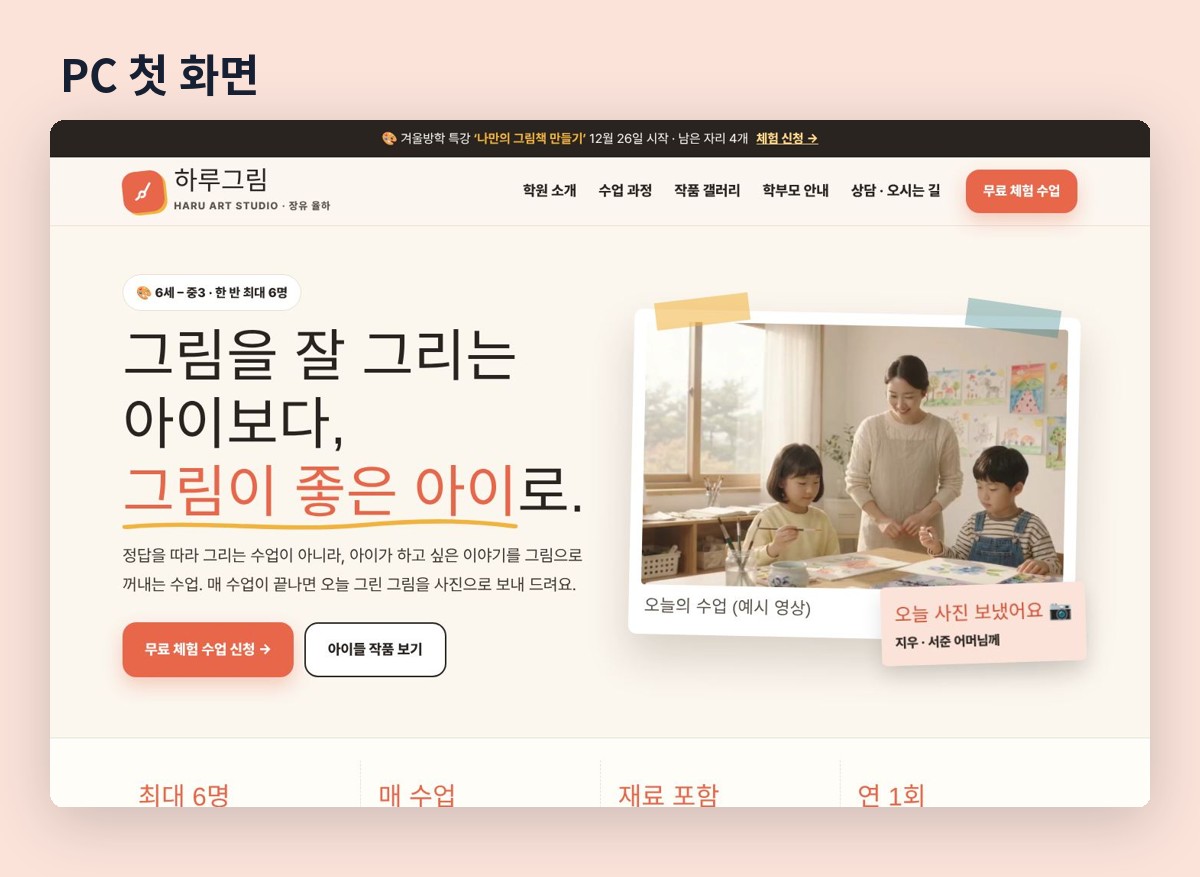 PC 첫 화면
🎨 겨울방학 특강 '나만의 그림책 만들기' 12월 26일 시작 · 남은 자리 4개 체험 신청 →
하루그림
HARU ART STUDIO · 장유 율하
학원 소개 수업 과정 작품 갤러리 학부모 안내 상담 · 오시는 길 무료 체험 수업
🎨 6세 – 중3 · 한 반 최대 6명
그림을 잘 그리는
아이보다,
그림이 좋은 아이로.
정답을 따라 그리는 수업이 아니라, 아이가 하고 싶은 이야기를 그림으로
꺼내는 수업. 매 수업이 끝나면 오늘 그린 그림을 사진으로 보내 드려요.
무료 체험 수업 신청 → 아이들 작품 보기
오늘의 수업 (예시 영상)
오늘 사진 보냈어요 📷
지우 · 서준 어머님께
최대 6명 매 수업 재료 포함 연 1회